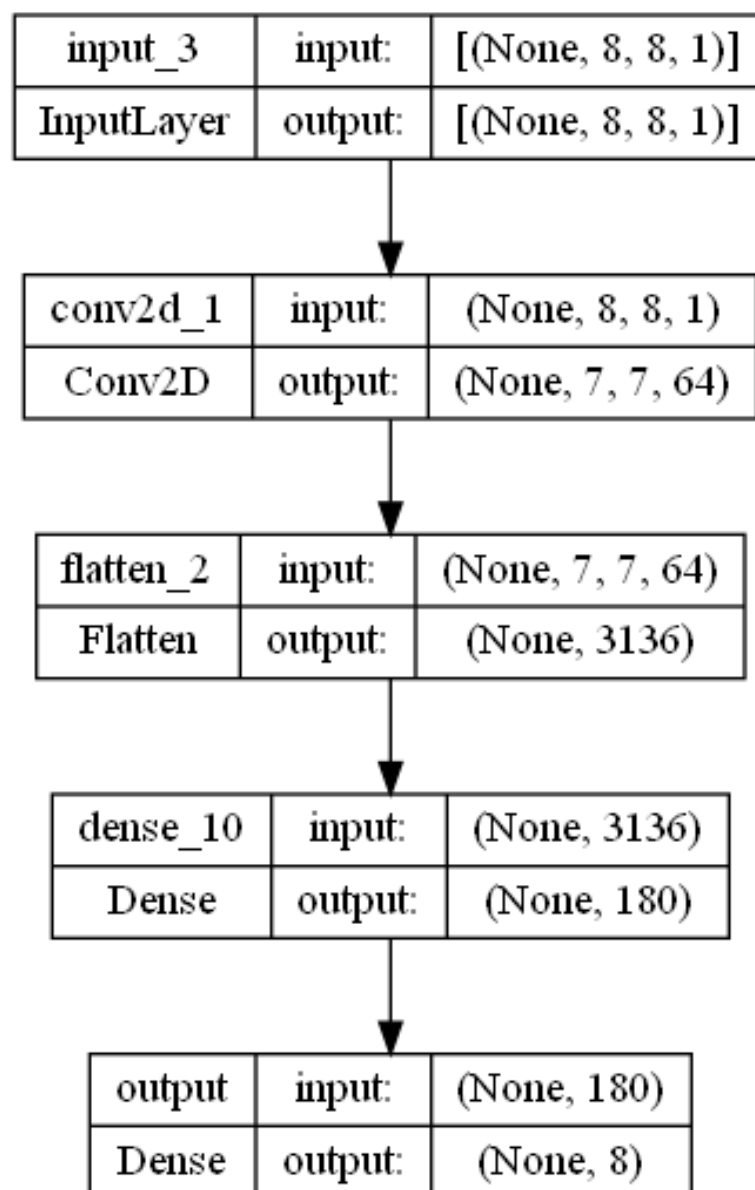 input_3 input: [(None, 8, 8, 1)]
InputLayer output: [(None, 8, 8, 1)]
conv2d_1 input: (None, 8, 8, 1)
Conv2D output: (None, 7, 7, 64)
flatten_2 input: (None, 7, 7, 64)
Flatten output: (None, 3136)
dense_10 input: (None, 3136)
Dense output: (None, 180)
output input: (None, 180)
Dense output: (None, 8)